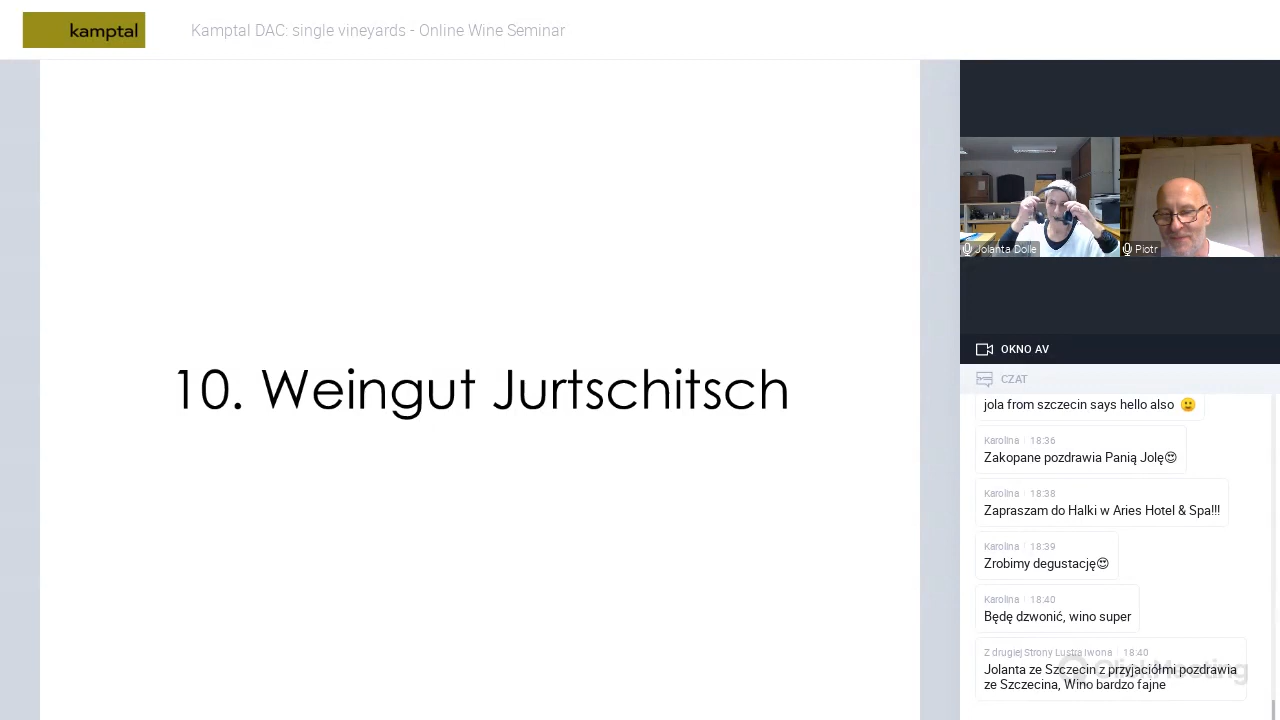 kamptal
Kamptal DAC: single vineyards - Online Wine Seminar
10. Weingut Jurtschitsch
Jolanta Dolle
Piotr
OKNO AV
CZAT
jola from szczecin says hello also 🙂
Karolina | 18:36
Zakopane pozdrawia Panią Jolę😍
Karolina | 18:38
Zapraszam do Halki w Aries Hotel & Spa!!!
Karolina | 18:39
Zrobimy degustację😍
Karolina | 18:40
Będę dzwonić, wino super
Z drugiej Strony Lustra Iwona | 18:40
Jolanta ze Szczecin z przyjaciółmi pozdrawia
ze Szczecina, Wino bardzo fajne
ClickMeeting